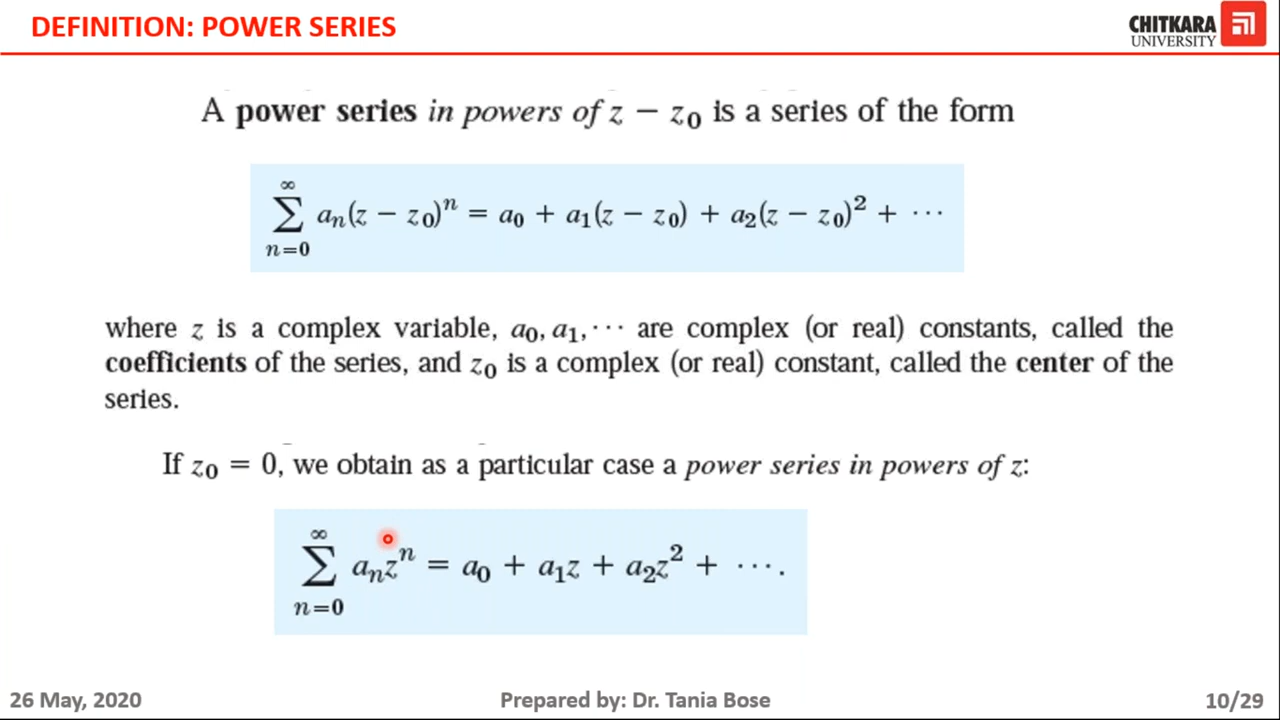 DEFINITION: POWER SERIES
CHITKARA
UNIVERSITY
A power series in powers of z − z₀ is a series of the form
∞
∑ aₙ(z − z₀)ⁿ = a₀ + a₁(z − z₀) + a₂(z − z₀)² + ⋯
n=0
where z is a complex variable, a₀, a₁, ⋯ are complex (or real) constants, called the
coefficients of the series, and z₀ is a complex (or real) constant, called the center of the
series.
If z₀ = 0, we obtain as a particular case a power series in powers of z:
∞
∑ aₙzⁿ = a₀ + a₁z + a₂z² + ⋯.
n=0
26 May, 2020
Prepared by: Dr. Tania Bose
10/29